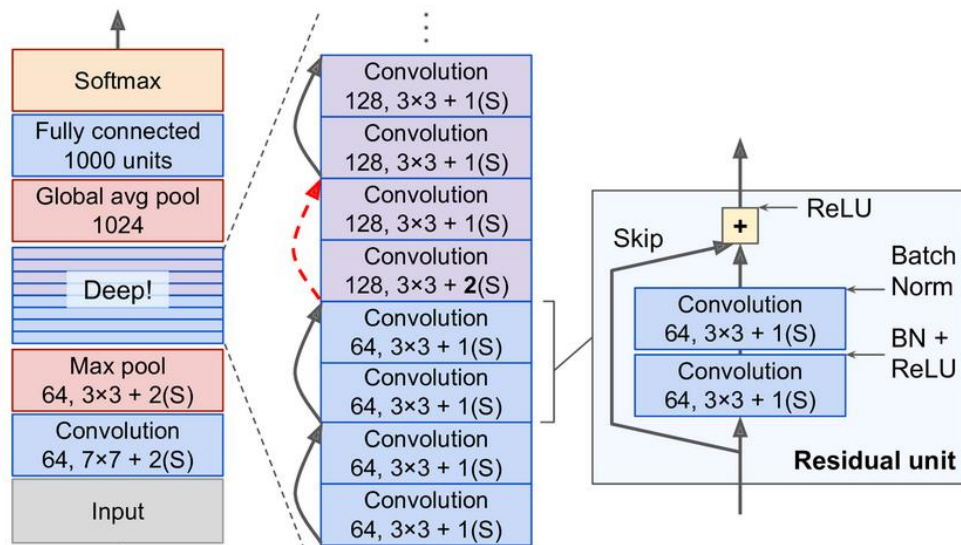 Softmax
Fully connected
1000 units
Global avg pool
1024
Deep!
Max pool
64, 3×3 + 2(S)
Convolution
64, 7×7 + 2(S)
Input
Convolution
128, 3×3 + 1(S)
Convolution
128, 3×3 + 1(S)
Convolution
128, 3×3 + 1(S)
Convolution
128, 3×3 + 2(S)
Convolution
64, 3×3 + 1(S)
Convolution
64, 3×3 + 1(S)
Convolution
64, 3×3 + 1(S)
Convolution
64, 3×3 + 1(S)
+
ReLU
Skip
Batch
Norm
Convolution
64, 3×3 + 1(S)
BN +
ReLU
Convolution
64, 3×3 + 1(S)
Residual unit